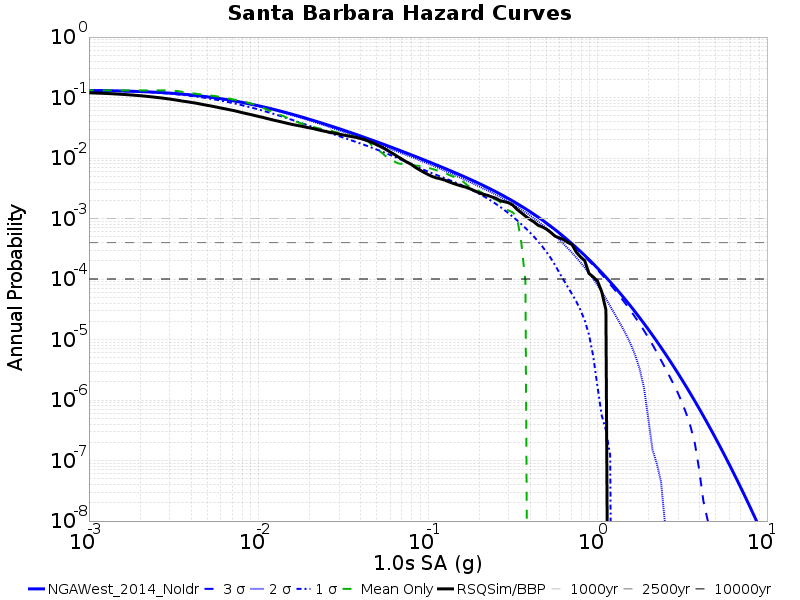 Santa Barbara Hazard Curves
Annual Probability
10^0
10^-1
10^-2
10^-3
10^-4
10^-5
10^-6
10^-7
10^-8
10^-3 10^-2 10^-1 10^0 10^1
1.0s SA (g)
NGAWest_2014_NoIdr 3 σ 2 σ 1 σ Mean Only RSQSim/BBP 1000yr 2500yr 10000yr